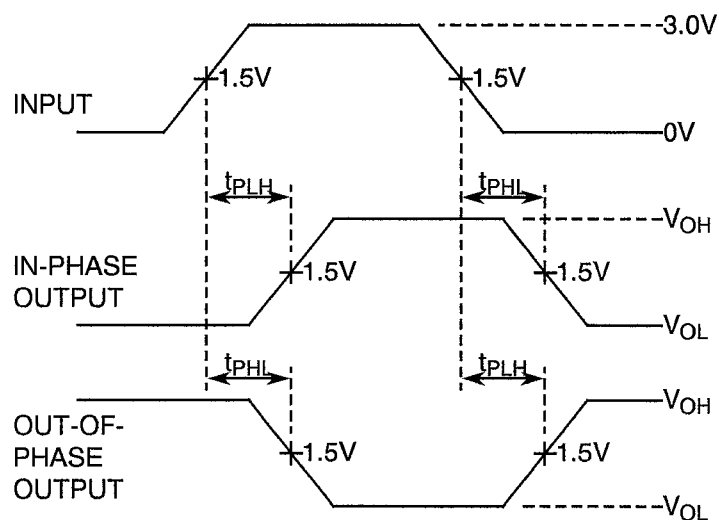 3.0V
1.5V
1.5V
INPUT
0V
tPLH
tPHL
VOH
IN-PHASE
OUTPUT
1.5V
1.5V
VOL
tPHL
tPLH
VOH
OUT-OF-
PHASE
OUTPUT
1.5V
1.5V
VOL